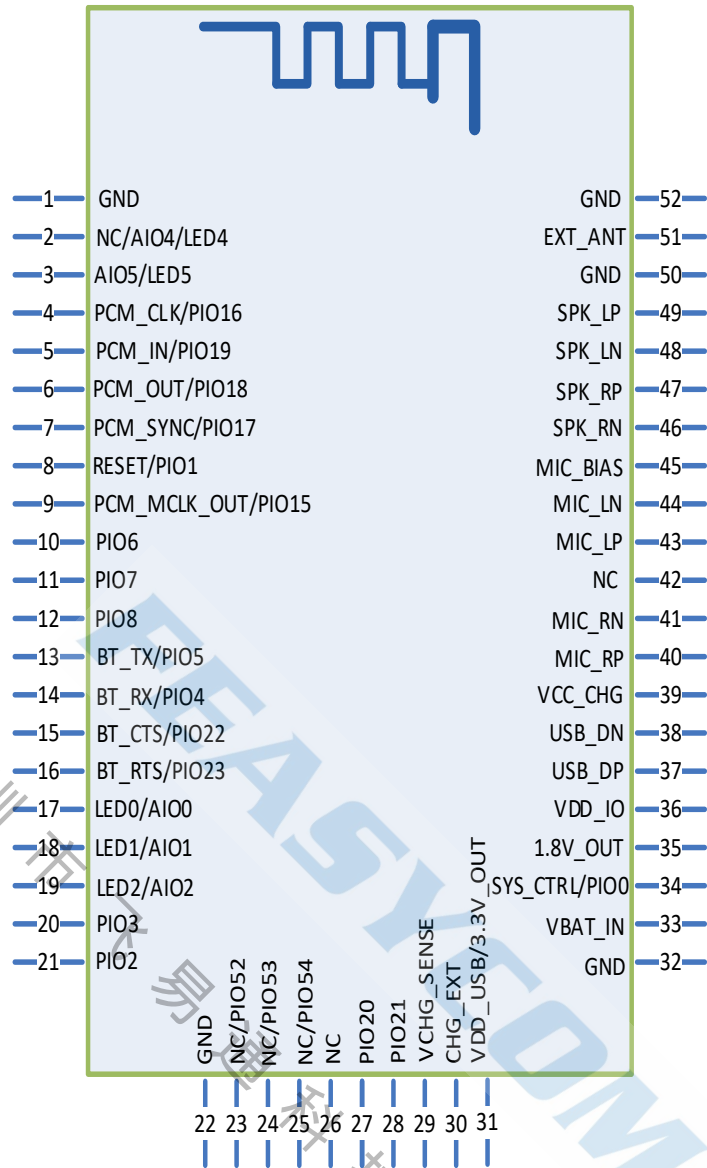 1 GND
2 NC/AIO4/LED4
3 AIO5/LED5
4 PCM_CLK/PIO16
5 PCM_IN/PIO19
6 PCM_OUT/PIO18
7 PCM_SYNC/PIO17
8 RESET/PIO1
9 PCM_MCLK_OUT/PIO15
10 PIO6
11 PIO7
12 PIO8
13 BT_TX/PIO5
14 BT_RX/PIO4
15 BT_CTS/PIO22
16 BT_RTS/PIO23
17 LED0/AIO0
18 LED1/AIO1
19 LED2/AIO2
20 PIO3
21 PIO2
GND 22
NC/PIO52 23
NC/PIO53 24
NC/PIO54 25
NC 26
PIO20 27
PIO21 28
VCHG_SENSE 29
CHG_EXT 30
VDD_USB/3.3V_OUT 31
GND 52
EXT_ANT 51
GND 50
SPK_LP 49
SPK_LN 48
SPK_RP 47
SPK_RN 46
MIC_BIAS 45
MIC_LN 44
MIC_LP 43
NC 42
MIC_RN 41
MIC_RP 40
VCC_CHG 39
USB_DN 38
USB_DP 37
VDD_IO 36
1.8V_OUT 35
SYS_CTRL/PIO0 34
VBAT_IN 33
GND 32
FEASYCOM
市飞易通科